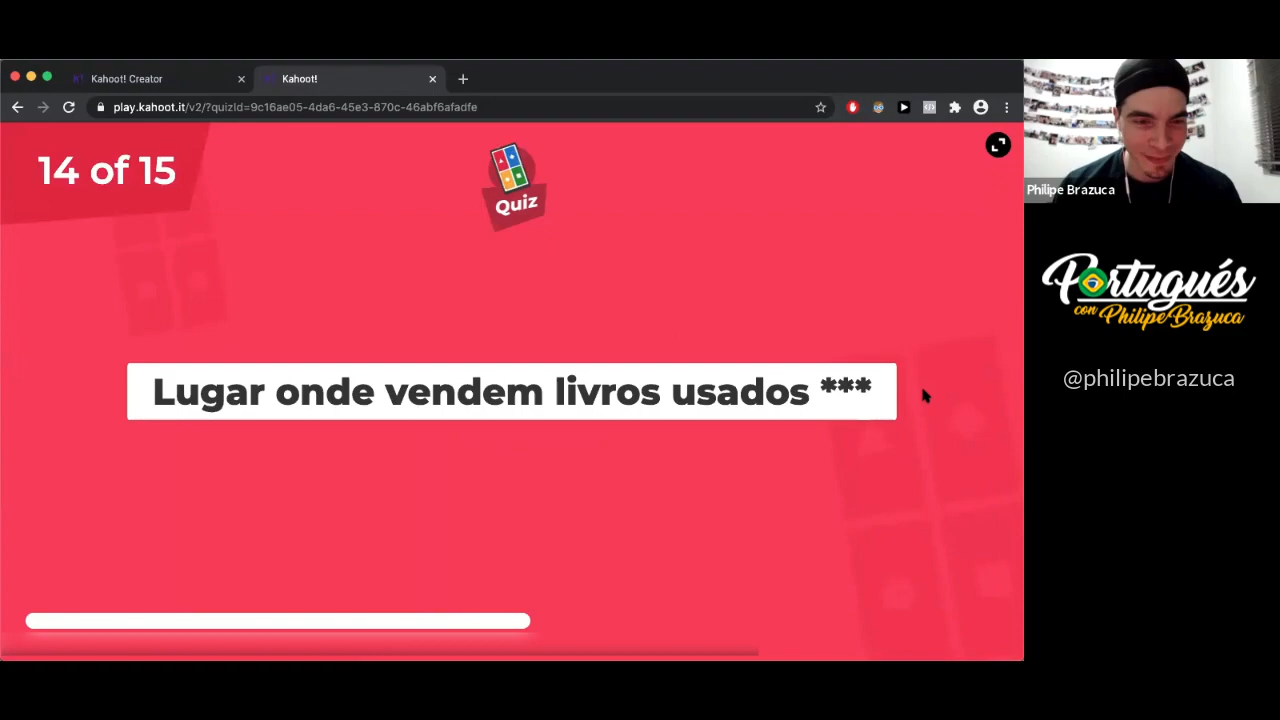 Kahoot! Creator
Kahoot!
play.kahoot.it/v2/?quizId=9c16ae05-4da6-45e3-870c-46abf6afadfe
14 of 15
Quiz
Lugar onde vendem livros usados ***
Philipe Brazuca
Portugués
con Philipe Brazuca
@philipebrazuca